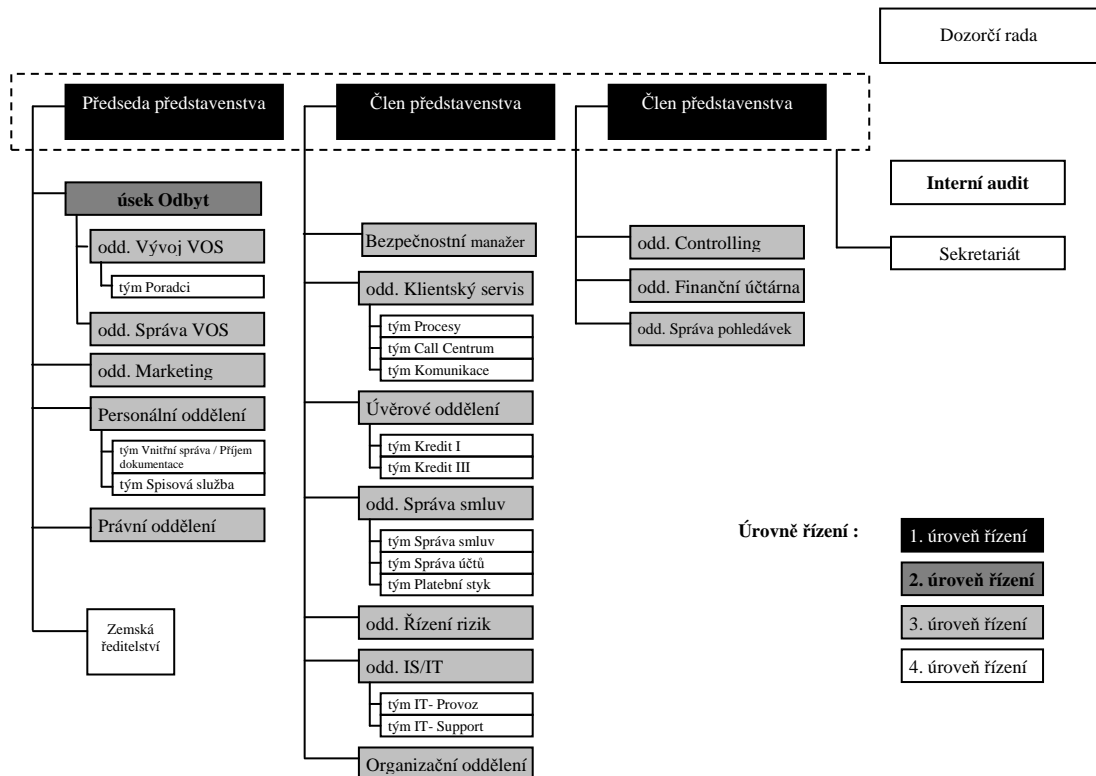 Dozorčí rada
Předseda představenstva
Člen představenstva
Člen představenstva
Interní audit
Sekretariát
úsek Odbyt
odd. Vývoj VOS
tým Poradci
odd. Správa VOS
odd. Marketing
Personální oddělení
tým Vnitřní správa / Příjem
dokumentace
tým Spisová služba
Právní oddělení
Zemská
ředitelství
Bezpečnostní manažer
odd. Klientský servis
tým Procesy
tým Call Centrum
tým Komunikace
Úvěrové oddělení
tým Kredit I
tým Kredit III
odd. Správa smluv
tým Správa smluv
tým Správa účtů
tým Platební styk
odd. Řízení rizik
odd. IS/IT
tým IT- Provoz
tým IT- Support
Organizační oddělení
odd. Controlling
odd. Finanční účtárna
odd. Správa pohledávek
Úrovně řízení :
1. úroveň řízení
2. úroveň řízení
3. úroveň řízení
4. úroveň řízení